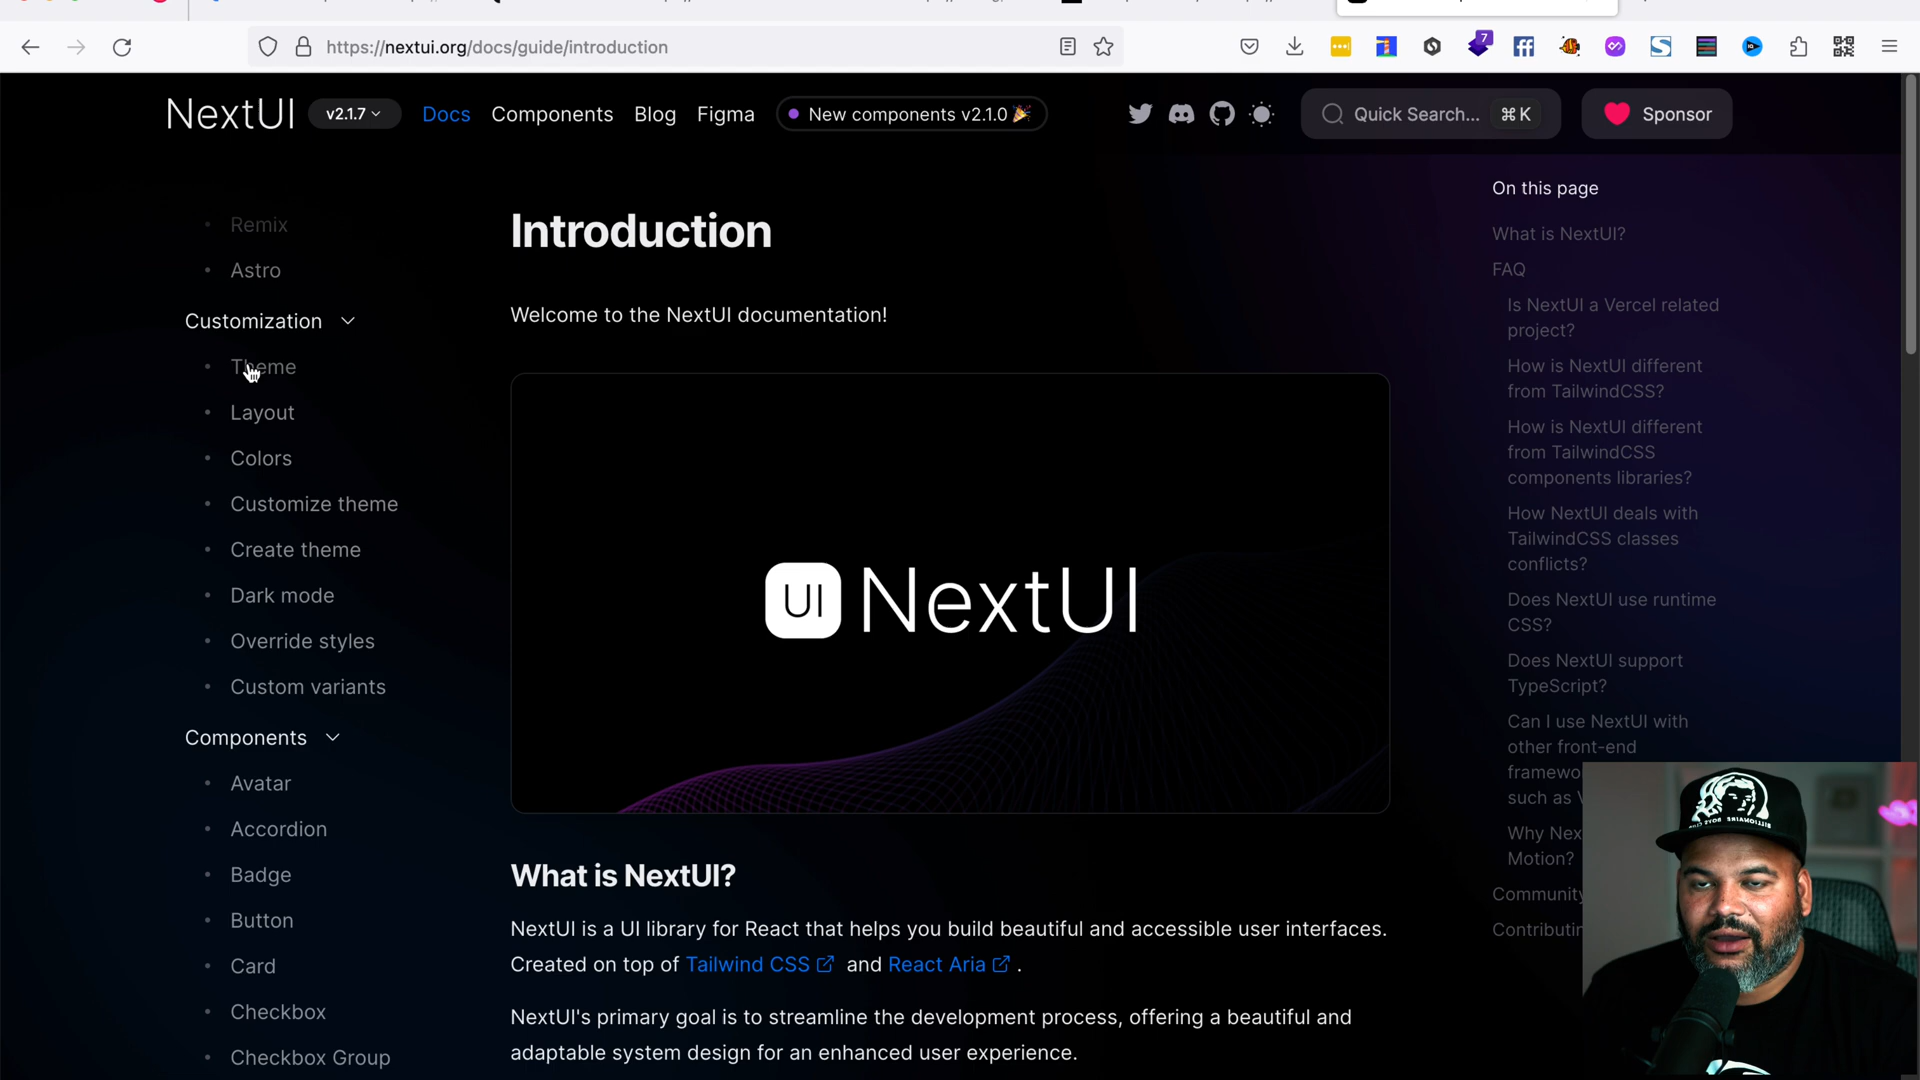 https://nextui.org/docs/guide/introduction
7
NextUI
v2.1.7
Docs
Components
Blog
Figma
New components v2.1.0 🎉
Quick Search...
⌘K
Sponsor
Remix
Astro
Customization
Theme
Layout
Colors
Customize theme
Create theme
Dark mode
Override styles
Custom variants
Components
Avatar
Accordion
Badge
Button
Card
Checkbox
Checkbox Group
Introduction
Welcome to the NextUI documentation!
UI NextUI
What is NextUI?
NextUI is a UI library for React that helps you build beautiful and accessible user interfaces.
Created on top of Tailwind CSS and React Aria .
NextUI's primary goal is to streamline the development process, offering a beautiful and
adaptable system design for an enhanced user experience.
On this page
What is NextUI?
FAQ
Is NextUI a Vercel related
project?
How is NextUI different
from TailwindCSS?
How is NextUI different
from TailwindCSS
components libraries?
How NextUI deals with
TailwindCSS classes
conflicts?
Does NextUI use runtime
CSS?
Does NextUI support
TypeScript?
Can I use NextUI with
other front-end
framewo
such as V
Why Nex
Motion?
Community
Contributin